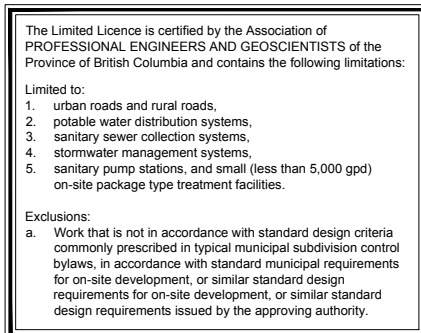 The Limited Licence is certified by the Association of
PROFESSIONAL ENGINEERS AND GEOSCIENTISTS of the
Province of British Columbia and contains the following limitations:
Limited to:
1. urban roads and rural roads,
2. potable water distribution systems,
3. sanitary sewer collection systems,
4. stormwater management systems,
5. sanitary pump stations, and small (less than 5,000 gpd)
on-site package type treatment facilities.
Exclusions:
a. Work that is not in accordance with standard design criteria
commonly prescribed in typical municipal subdivision control
bylaws, in accordance with standard municipal requirements
for on-site development, or similar standard design
requirements for on-site development, or similar standard
design requirements issued by the approving authority.